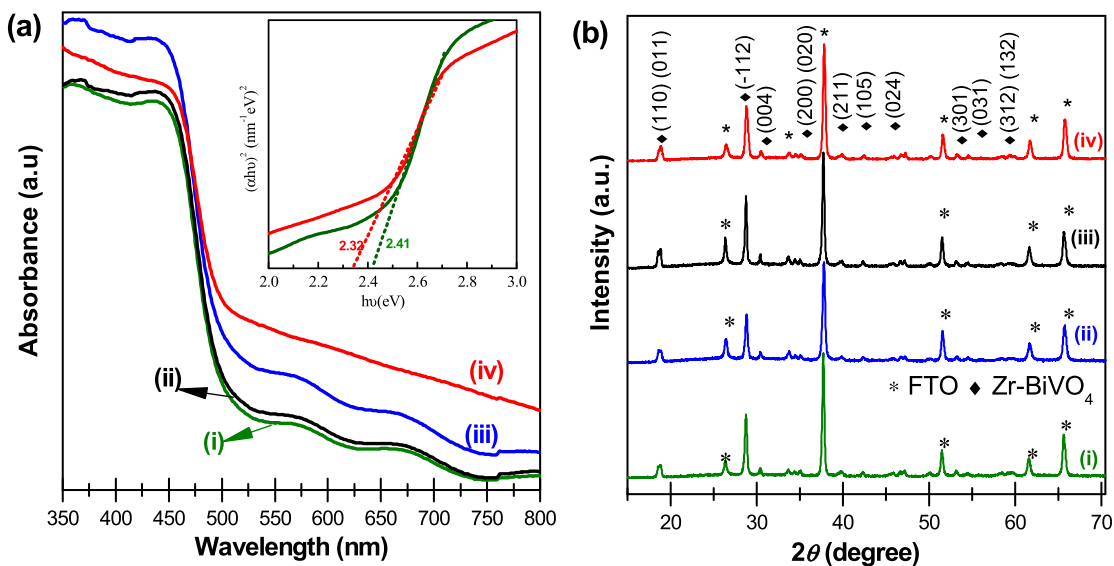 (a)
Absorbance (a.u)
350 400 450 500 550 600 650 700 750 800
Wavelength (nm)
(i)
(ii)
(iii)
(iv)
(αhυ)² (nm⁻¹eV)²
2.0 2.2 2.4 2.6 2.8 3.0
hυ(eV)
2.32
2.41
(b)
Intensity (a.u.)
20 30 40 50 60 70
2θ (degree)
(110) (011)
*
(-112)
(004)
*
(200) (020)
*
(211)
(105)
(024)
*
(301)
(031)
(312) (132)
*
*
(iv)
* * * *
(iii)
* * * *
(ii)
* FTO ♦ Zr-BiVO₄
* * * *
(i)